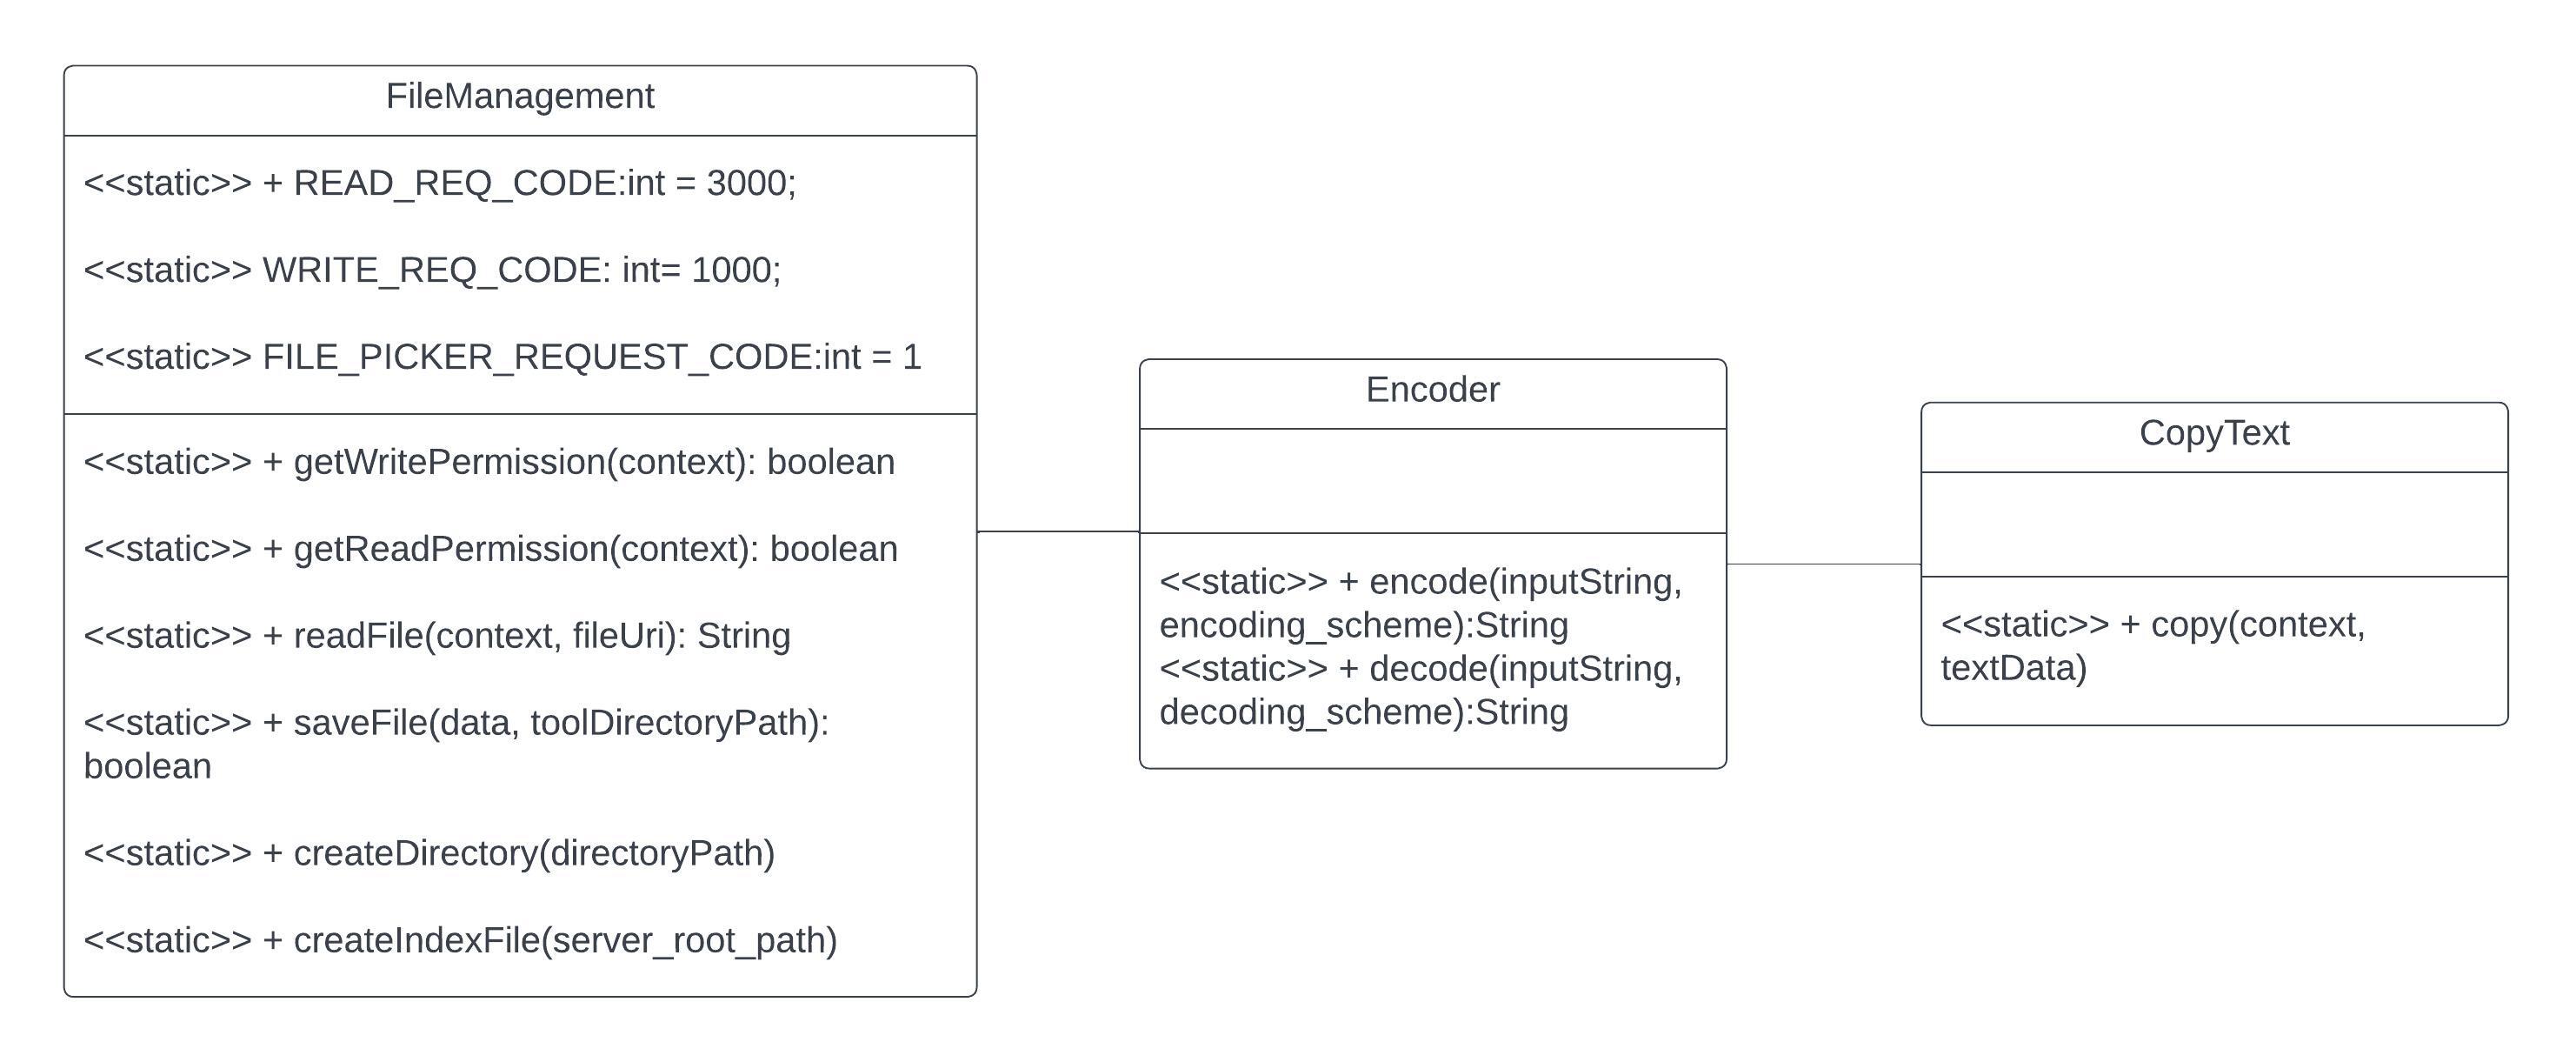 FileManagement
<<static>> + READ_REQ_CODE:int = 3000;
<<static>> WRITE_REQ_CODE: int= 1000;
<<static>> FILE_PICKER_REQUEST_CODE:int = 1
<<static>> + getWritePermission(context): boolean
<<static>> + getReadPermission(context): boolean
<<static>> + readFile(context, fileUri): String
<<static>> + saveFile(data, toolDirectoryPath):
boolean
<<static>> + createDirectory(directoryPath)
<<static>> + createIndexFile(server_root_path)
Encoder
<<static>> + encode(inputString,
encoding_scheme):String
<<static>> + decode(inputString,
decoding_scheme):String
CopyText
<<static>> + copy(context,
textData)